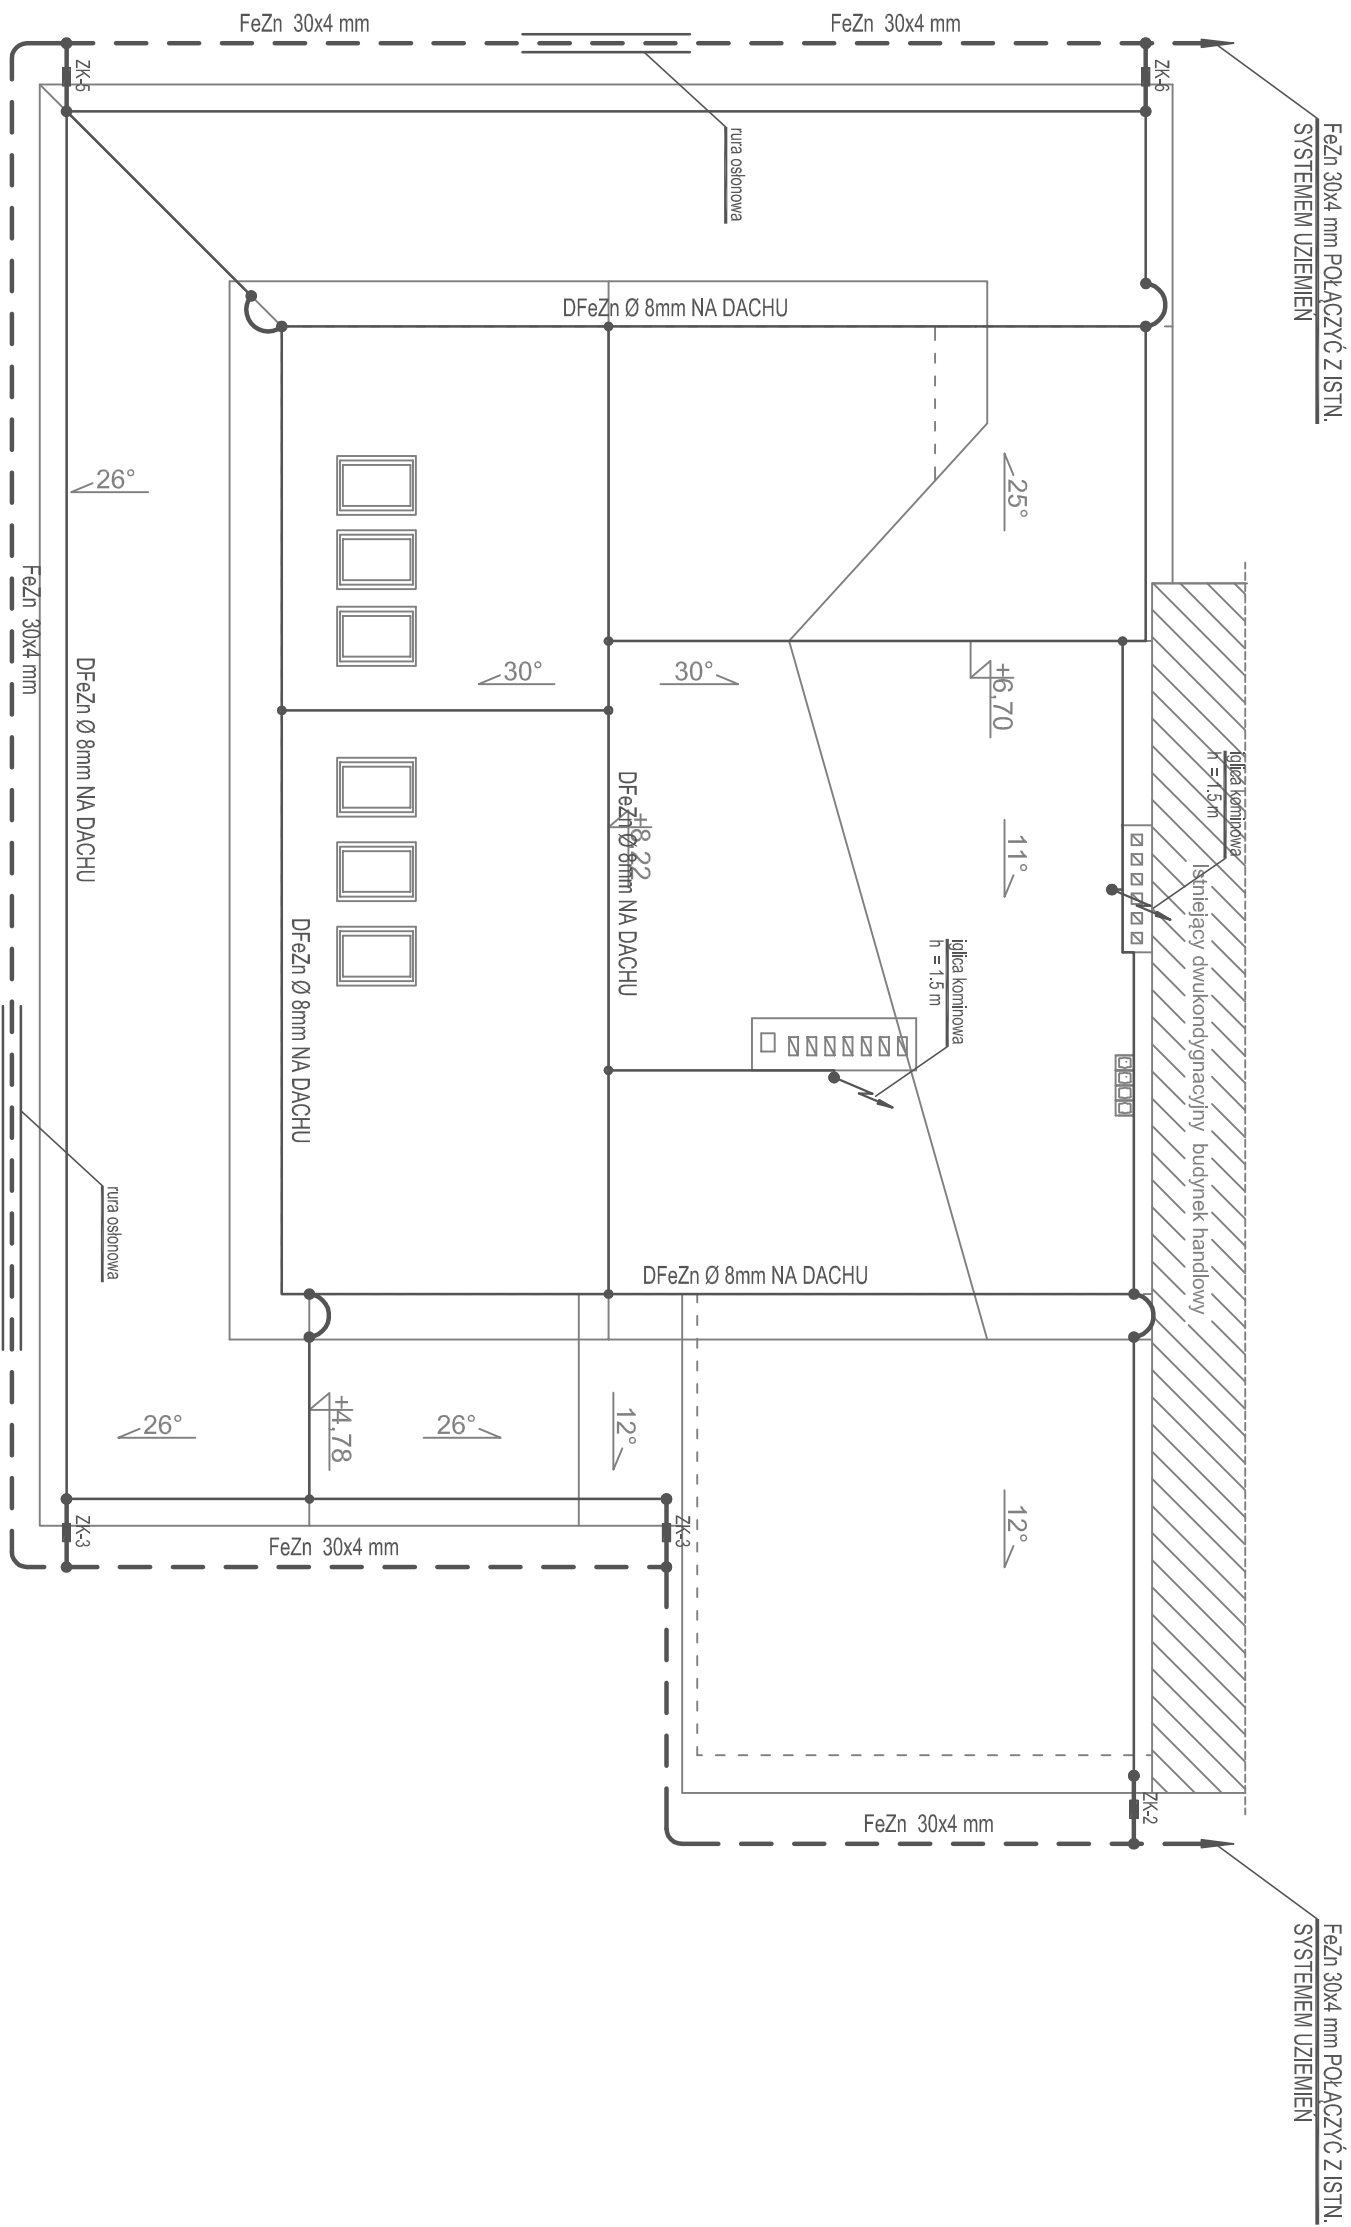 FeZn 30x4 mm
FeZn 30x4 mm
ZK-5
ZK-6
FeZn 30x4 mm POŁĄCZYĆ Z ISTN.
SYSTEMEM UZIEMIEŃ
rura osłonowa
DFeZn Ø 8mm NA DACHU
26°
25°
FeZn 30x4 mm
DFeZn Ø 8mm NA DACHU
30°
30°
+6,70
iglica kominowa
h = 1.5 m
DFeZn Ø 8mm NA DACHU
+8,22
11°
Istniejący dwukondygnacyjny budynek handlowy
DFeZn Ø 8mm NA DACHU
iglica kominowa
h = 1.5 m
rura osłonowa
DFeZn Ø 8mm NA DACHU
26°
+4,78
26°
12°
12°
ZK-3
ZK-3
FeZn 30x4 mm
ZK-2
FeZn 30x4 mm
FeZn 30x4 mm POŁĄCZYĆ Z ISTN.
SYSTEMEM UZIEMIEŃ